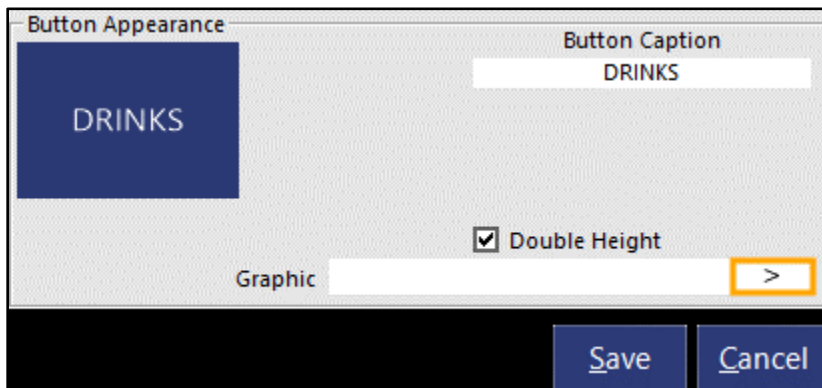 Button Appearance
Button Caption
DRINKS
DRINKS
Double Height
Graphic >
Save Cancel